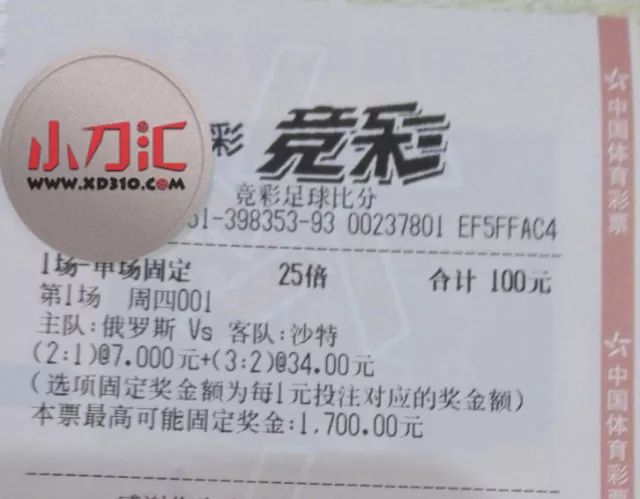 小刀汇
WWW.XD310.COM
彩 竞彩
竞彩足球比分
51-398353-93 00237801 EF5FFAC4
1场-单场固定 25倍 合计 100元
第1场 周四001
主队:俄罗斯 Vs 客队:沙特
(2:1)@7.000元+(3:2)@34.00元
(选项固定奖金额为每1元投注对应的奖金额)
本票最高可能固定奖金:1,700.00元
中国体育彩票
中国体育彩票